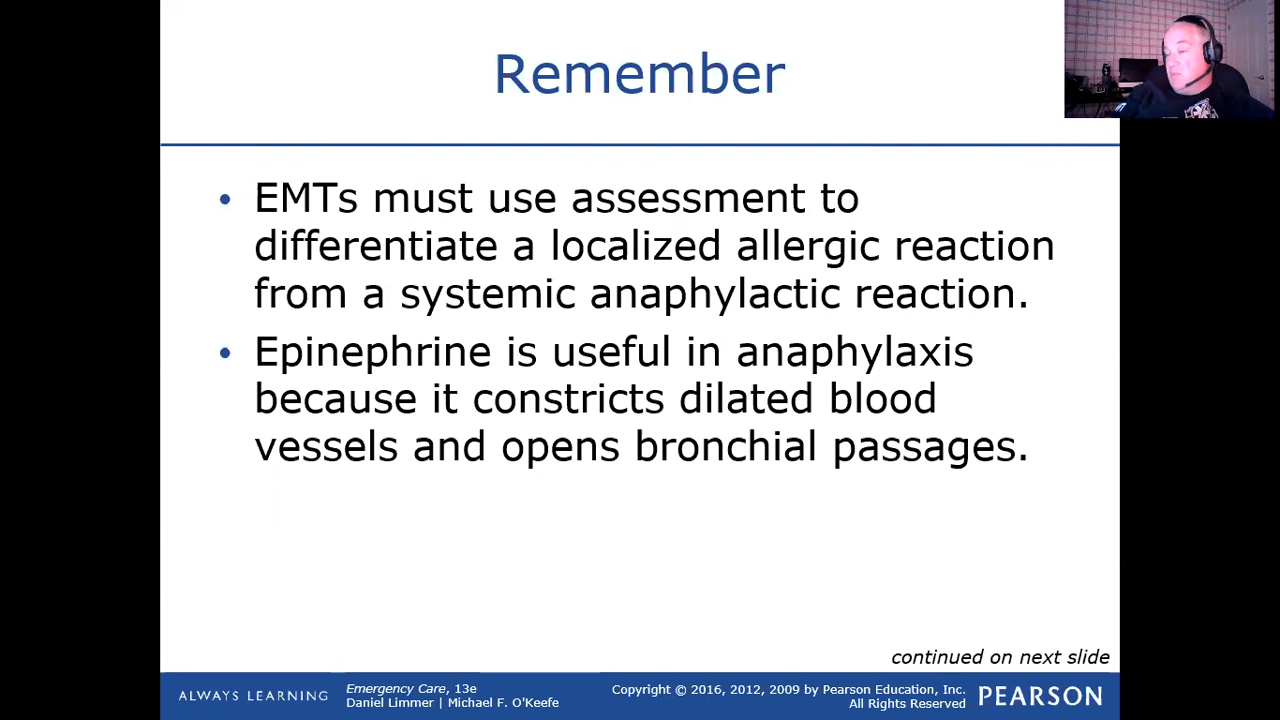 Remember
• EMTs must use assessment to
differentiate a localized allergic reaction
from a systemic anaphylactic reaction.
• Epinephrine is useful in anaphylaxis
because it constricts dilated blood
vessels and opens bronchial passages.
continued on next slide
ALWAYS LEARNING
Emergency Care, 13e
Daniel Limmer | Michael F. O'Keefe
Copyright © 2016, 2012, 2009 by Pearson Education, Inc.
All Rights Reserved
PEARSON